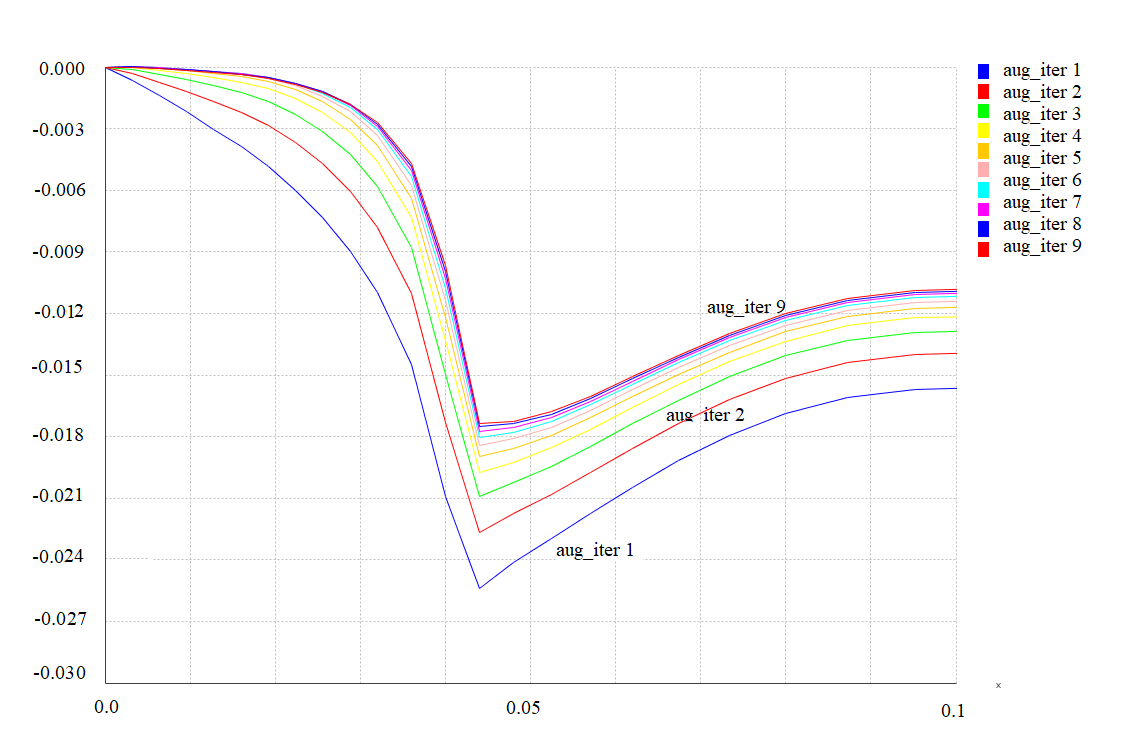 0.000
-0.003
-0.006
-0.009
-0.012
-0.015
-0.018
-0.021
-0.024
-0.027
-0.030
0.0
0.05
0.1
x
aug_iter 9
aug_iter 2
aug_iter 1
aug_iter 1
aug_iter 2
aug_iter 3
aug_iter 4
aug_iter 5
aug_iter 6
aug_iter 7
aug_iter 8
aug_iter 9